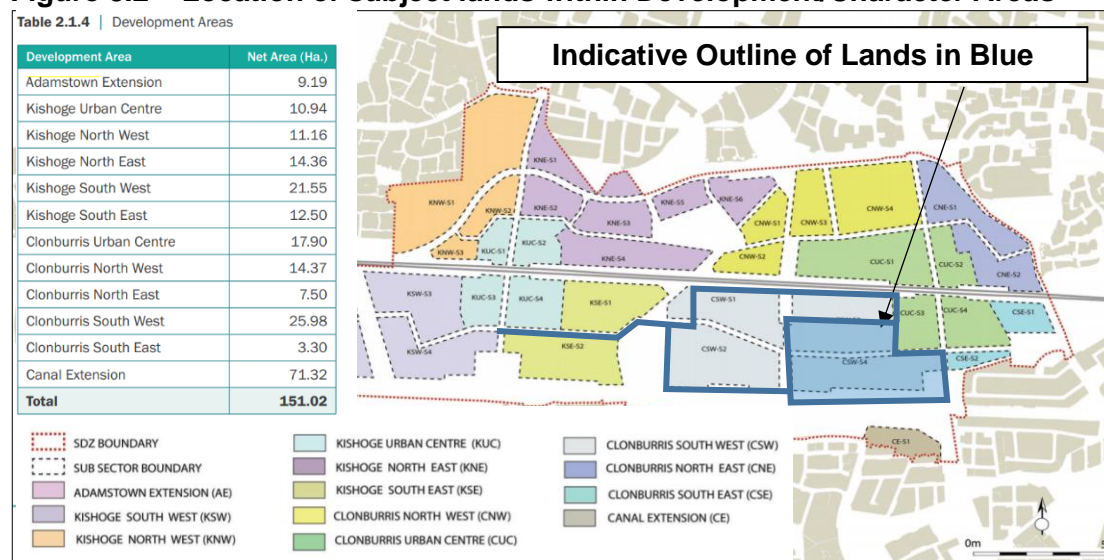 Table 2.1.4 | Development Areas
Indicative Outline of Lands in Blue
Development Area Net Area (Ha.)
Adamstown Extension 9.19
Kishoge Urban Centre 10.94
Kishoge North West 11.16
Kishoge North East 14.36
Kishoge South West 21.55
Kishoge South East 12.50
Clonburris Urban Centre 17.90
Clonburris North West 14.37
Clonburris North East 7.50
Clonburris South West 25.98
Clonburris South East 3.30
Canal Extension 71.32
Total 151.02
KNE-S1
KNW-S1
KNW-S2
KNE-S2
KNE-S3
KNE-S5
KNE-S6
CNW-S1
CNW-S3
CNW-S4
CNE-S1
KNW-S3
KUC-S1
KUC-S2
KNE-S4
CNW-S2
CUC-S1
CUC-S2
CNE-S2
KSW-S3
KUC-S3
KUC-S4
KSE-S1
CSW-S1
CUC-S3
CUC-S4
CSE-S1
KSW-S4
KSE-S2
CSW-S2
CSW-S4
CSE-S2
CE-S1
SDZ BOUNDARY
SUB SECTOR BOUNDARY
ADAMSTOWN EXTENSION (AE)
KISHOGE SOUTH WEST (KSW)
KISHOGE NORTH WEST (KNW)
KISHOGE URBAN CENTRE (KUC)
KISHOGE NORTH EAST (KNE)
KISHOGE SOUTH EAST (KSE)
CLONBURRIS NORTH WEST (CNW)
CLONBURRIS URBAN CENTRE (CUC)
CLONBURRIS SOUTH WEST (CSW)
CLONBURRIS NORTH EAST (CNE)
CLONBURRIS SOUTH EAST (CSE)
CANAL EXTENSION (CE)
0m